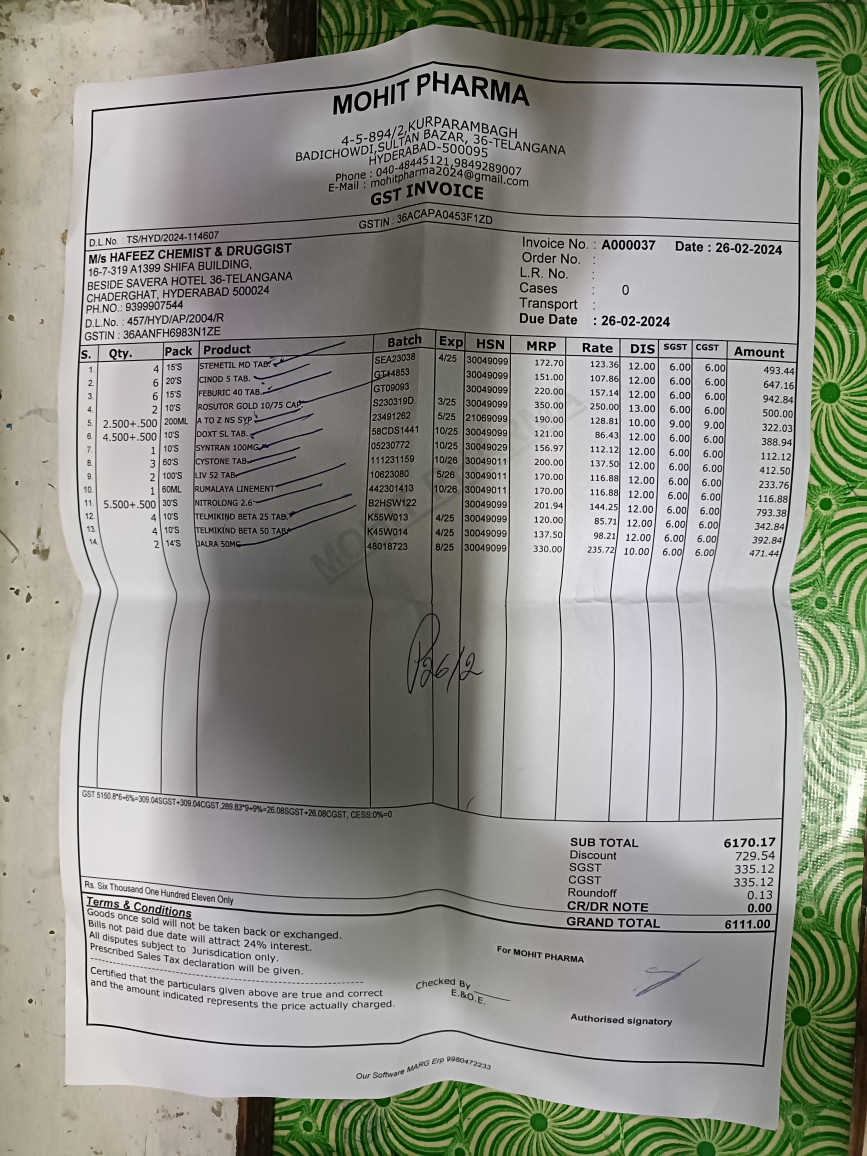 MOHIT PHARMA
4-5-894/2,KURPARAMBAGH
BADICHOWDI,SULTAN BAZAR, 36-TELANGANA
HYDERABAD-500095
Phone : 040-48445121,9849289007
E-Mail : mohitpharma2024@gmail.com
GST INVOICE
D.L.No. : TS/HYD/2024-114607 GSTIN : 36ACAPA0453F1ZD
M/s HAFEEZ CHEMIST & DRUGGIST
16-7-319 A1399 SHIFA BUILDING,
BESIDE SAVERA HOTEL 36-TELANGANA
CHADERGHAT, HYDERABAD 500024
PH.NO.: 9399907544
D.L.No. : 457/HYD/AP/2004/R
GSTIN : 36AANFH6983N1ZE
Invoice No. : A000037 Date : 26-02-2024
Order No. :
L.R. No. :
Cases : 0
Transport :
Due Date : 26-02-2024
S. Qty. Pack Product Batch Exp HSN MRP Rate DIS SGST CGST Amount
1. 4 15'S STEMETIL MD TAB. SEA23038 4/25 30049099 172.70 123.36 12.00 6.00 6.00 493.44
2. 6 20'S CINOD 5 TAB. GTI4853 30049099 151.00 107.86 12.00 6.00 6.00 647.16
3. 6 15'S FEBURIC 40 TAB. GT09093 30049099 220.00 157.14 12.00 6.00 6.00 942.84
4. 2 10'S ROSUTOR GOLD 10/75 CAP S230319D 3/25 30049099 350.00 250.00 13.00 6.00 6.00 500.00
5. 2.500+.500 200ML A TO Z NS SYP 23491262 5/25 21069099 190.00 128.81 10.00 9.00 9.00 322.03
6. 4.500+.500 10'S DOXT SL TAB. 58CDS1441 10/25 30049099 121.00 86.43 12.00 6.00 6.00 388.94
7. 1 10'S SYNTRAN 100MG 05230772 10/25 30049029 156.97 112.12 12.00 6.00 6.00 112.12
8. 3 60'S CYSTONE TAB 111231159 10/26 30049011 200.00 137.50 12.00 6.00 6.00 412.50
9. 2 100'S LIV 52 TAB 10623080 5/26 30049011 170.00 116.88 12.00 6.00 6.00 233.76
10. 1 60ML RUMALAYA LINEMENT 442301413 10/26 30049011 170.00 116.88 12.00 6.00 6.00 116.88
11. 5.500+.500 30'S NITROLONG 2.6 B2HSW122 30049099 201.94 144.25 12.00 6.00 6.00 793.38
12. 4 10'S TELMIKIND BETA 25 TAB. K55W013 4/25 30049099 120.00 85.71 12.00 6.00 6.00 342.84
13. 4 10'S TELMIKIND BETA 50 TAB K45W014 4/25 30049099 137.50 98.21 12.00 6.00 6.00 392.84
14. 2 14'S JALRA 50MG 48018723 8/25 30049099 330.00 235.72 10.00 6.00 6.00 471.44
26/2
GST 5150.8*6+6%=309.04SGST+309.04CGST,289.83*9+9%=26.08SGST+26.08CGST, CESS:0%=0
SUB TOTAL 6170.17
Discount 729.54
SGST 335.12
CGST 335.12
Roundoff 0.13
CR/DR NOTE 0.00
GRAND TOTAL 6111.00
Rs. Six Thousand One Hundred Eleven Only
Terms & Conditions
Goods once sold will not be taken back or exchanged.
Bills not paid due date will attract 24% interest.
All disputes subject to Jurisdication only.
Prescribed Sales Tax declaration will be given.
Certified that the particulars given above are true and correct
and the amount indicated represents the price actually charged.
Checked By
E.&O.E.
For MOHIT PHARMA
Authorised signatory
Our Software MARG Erp 9980472233